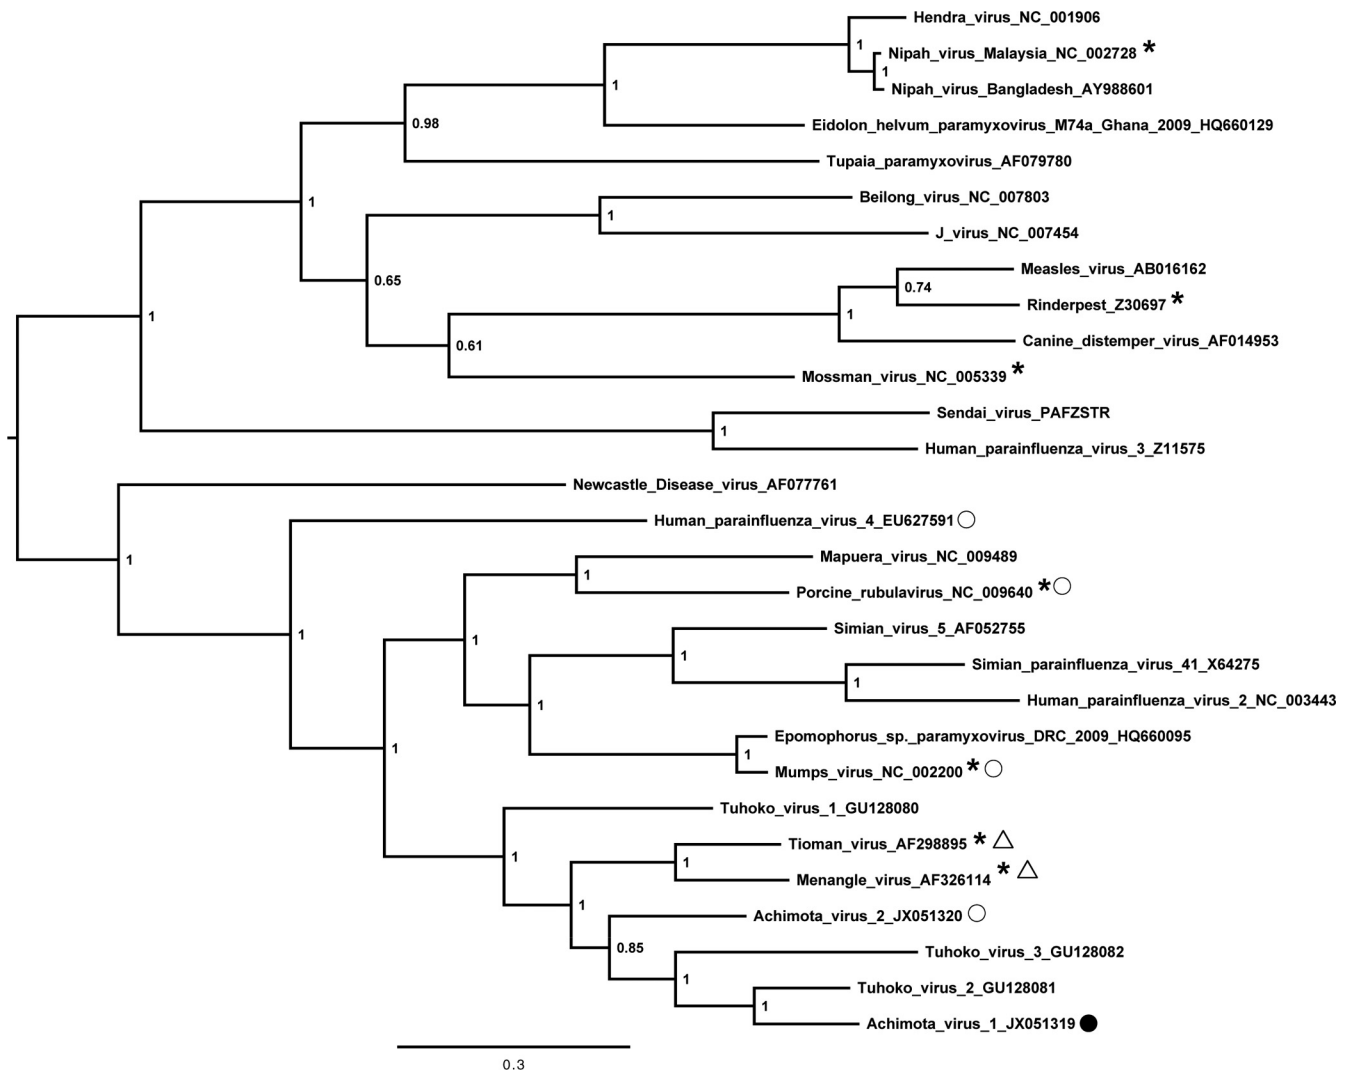 Hendra_virus_NC_001906
1
Nipah_virus_Malaysia_NC_002728 *
1
Nipah_virus_Bangladesh_AY988601
1
0.98
Eidolon_helvum_paramyxovirus_M74a_Ghana_2009_HQ660129
Tupaia_paramyxovirus_AF079780
1
Beilong_virus_NC_007803
1
J_virus_NC_007454
0.65
Measles_virus_AB016162
0.74
Rinderpest_Z30697 *
1
1
Canine_distemper_virus_AF014953
0.61
Mossman_virus_NC_005339 *
Sendai_virus_PAFZSTR
1
Human_parainfluenza_virus_3_Z11575
Newcastle_Disease_virus_AF077761
Human_parainfluenza_virus_4_EU627591
1
Mapuera_virus_NC_009489
1
Porcine_rubulavirus_NC_009640 *
1
1
Simian_virus_5_AF052755
1
Simian_parainfluenza_virus_41_X64275
1
Human_parainfluenza_virus_2_NC_003443
1
Epomophorus_sp._paramyxovirus_DRC_2009_HQ660095
1
1
Mumps_virus_NC_002200 *
Tuhoko_virus_1_GU128080
1
Tioman_virus_AF298895 *
1
Menangle_virus_AF326114 *
1
Achimota_virus_2_JX051320
0.85
Tuhoko_virus_3_GU128082
1
Tuhoko_virus_2_GU128081
1
Achimota_virus_1_JX051319
0.3